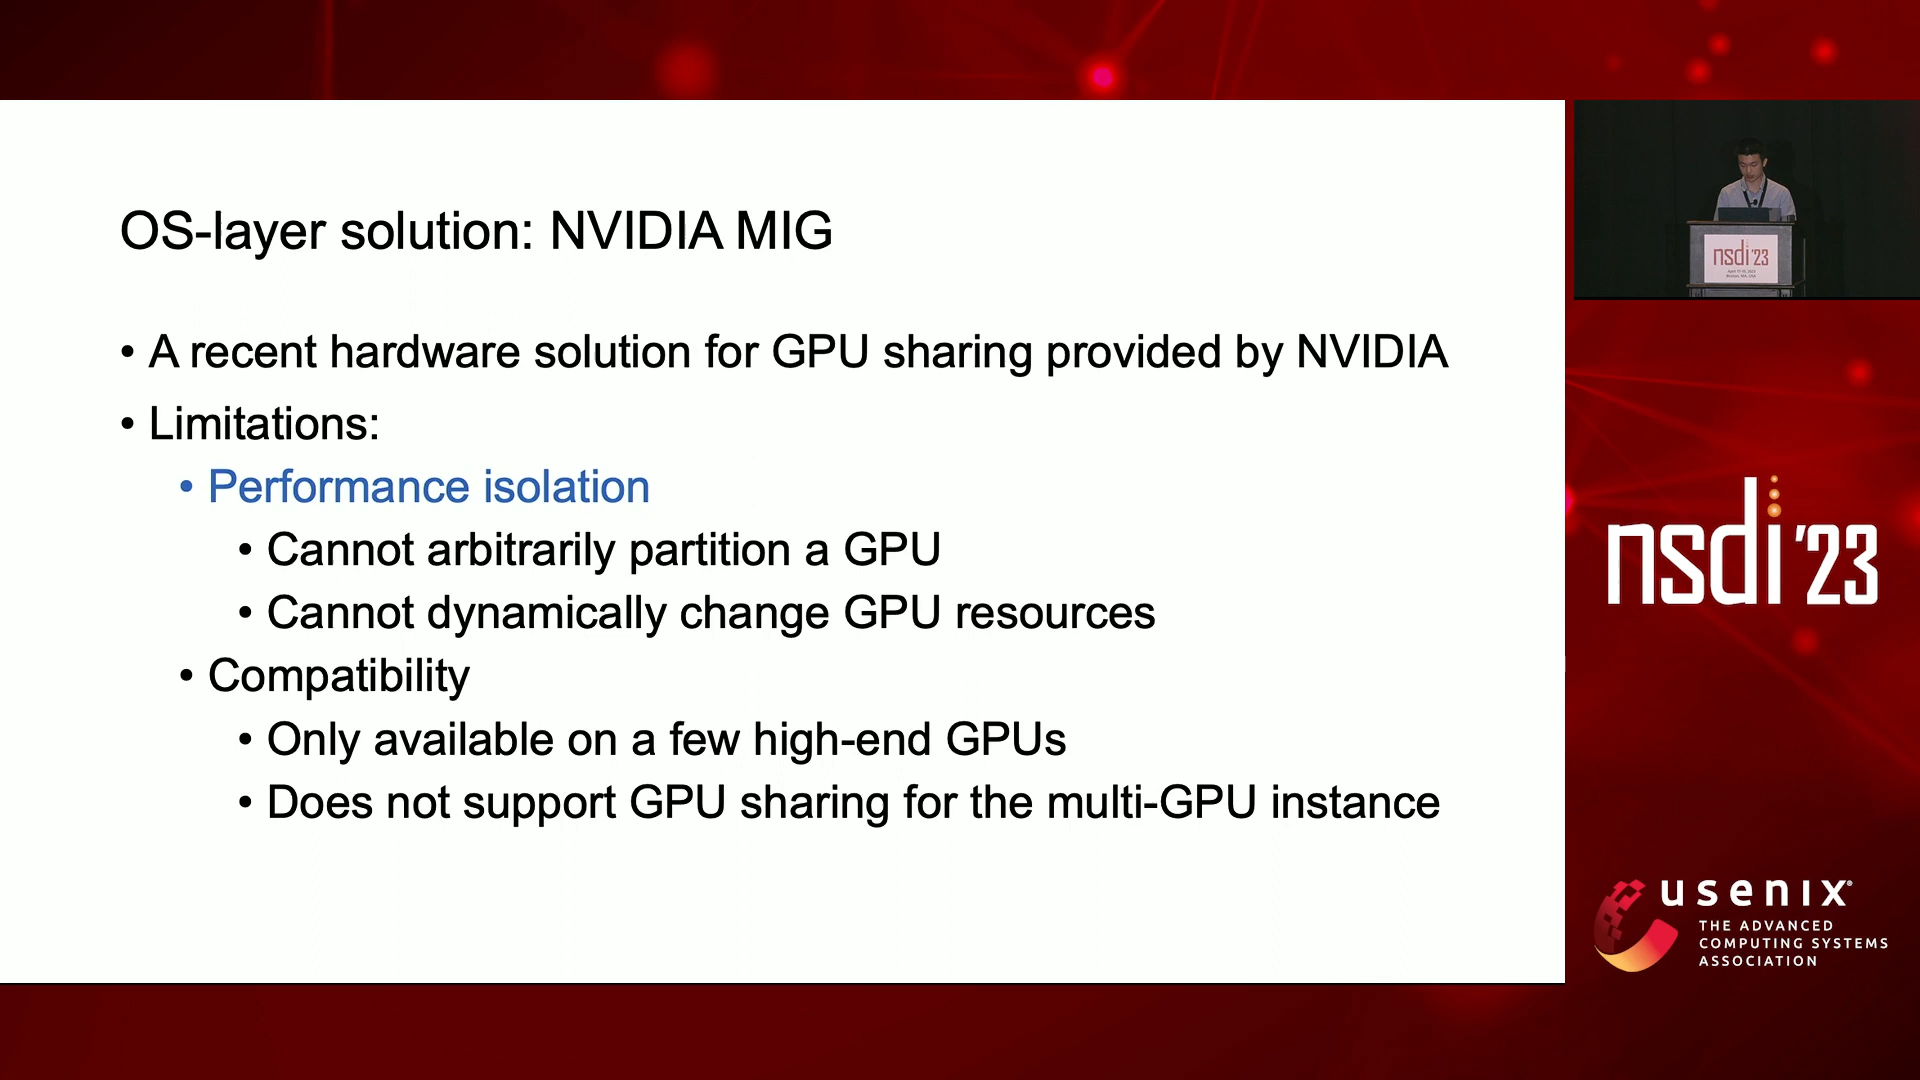 OS-layer solution: NVIDIA MIG
• A recent hardware solution for GPU sharing provided by NVIDIA
• Limitations:
• Performance isolation
• Cannot arbitrarily partition a GPU
• Cannot dynamically change GPU resources
• Compatibility
• Only available on a few high-end GPUs
• Does not support GPU sharing for the multi-GPU instance
nsdi '23
nsdi '23
usenix®
THE ADVANCED
COMPUTING SYSTEMS
ASSOCIATION